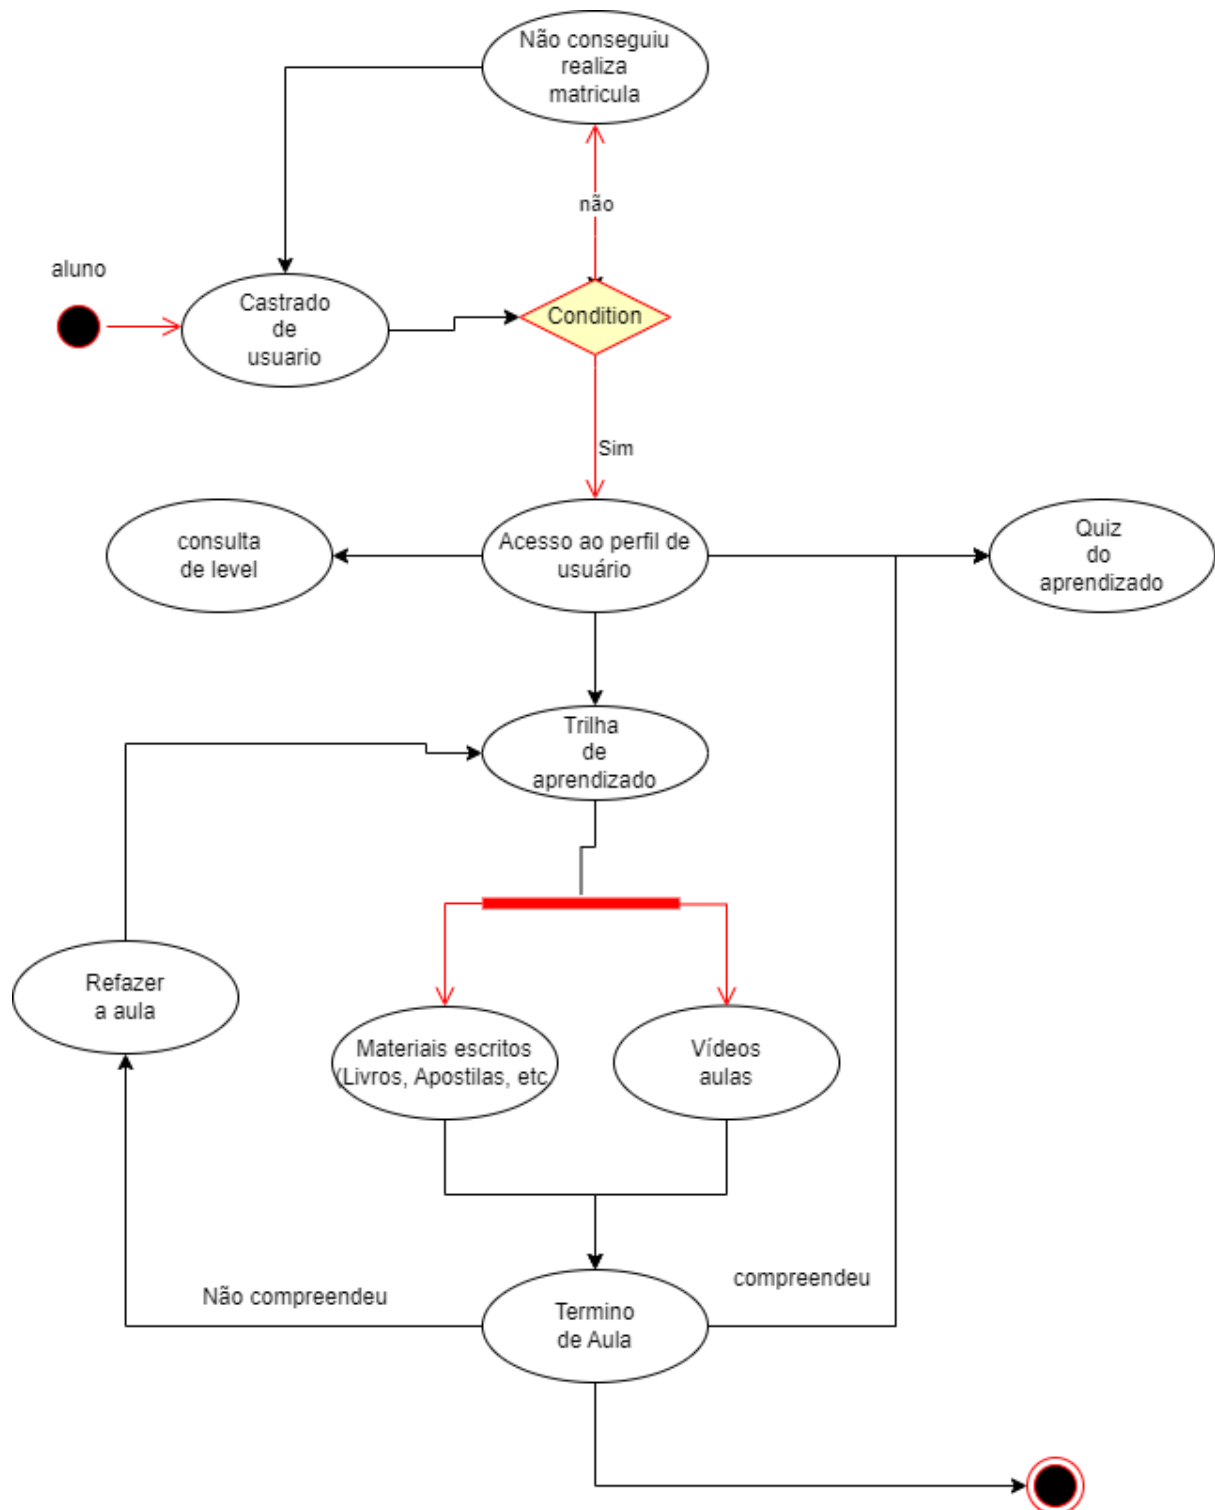 Não conseguiu
realiza
matricula
não
aluno
Castrado
de
usuario
Condition
Sim
consulta
de level
Acesso ao perfil de
usuário
Quiz
do
aprendizado
Trilha
de
aprendizado
Refazer
a aula
Materiais escritos
(Livros, Apostilas, etc
Vídeos
aulas
Não compreendeu
compreendeu
Termino
de Aula